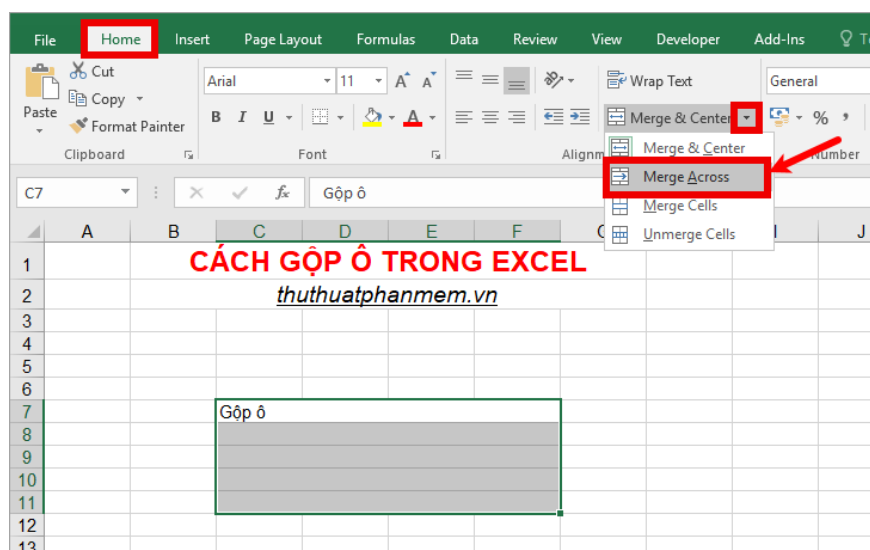 File Home Insert Page Layout Formulas Data Review View Developer Add-Ins
Cut Arial 11 A A Wrap Text General
Paste Copy B I U A Merge & Center %
Format Painter
Clipboard Font Number
Merge & Center
Merge Across
Merge Cells
Unmerge Cells
C7 fx Gộp ô
A B C D E F J
1 CÁCH GỘP Ô TRONG EXCEL
2 thuthuatphanmem.vn
3
4
5
6
7 Gộp ô
8
9
10
11
12
13